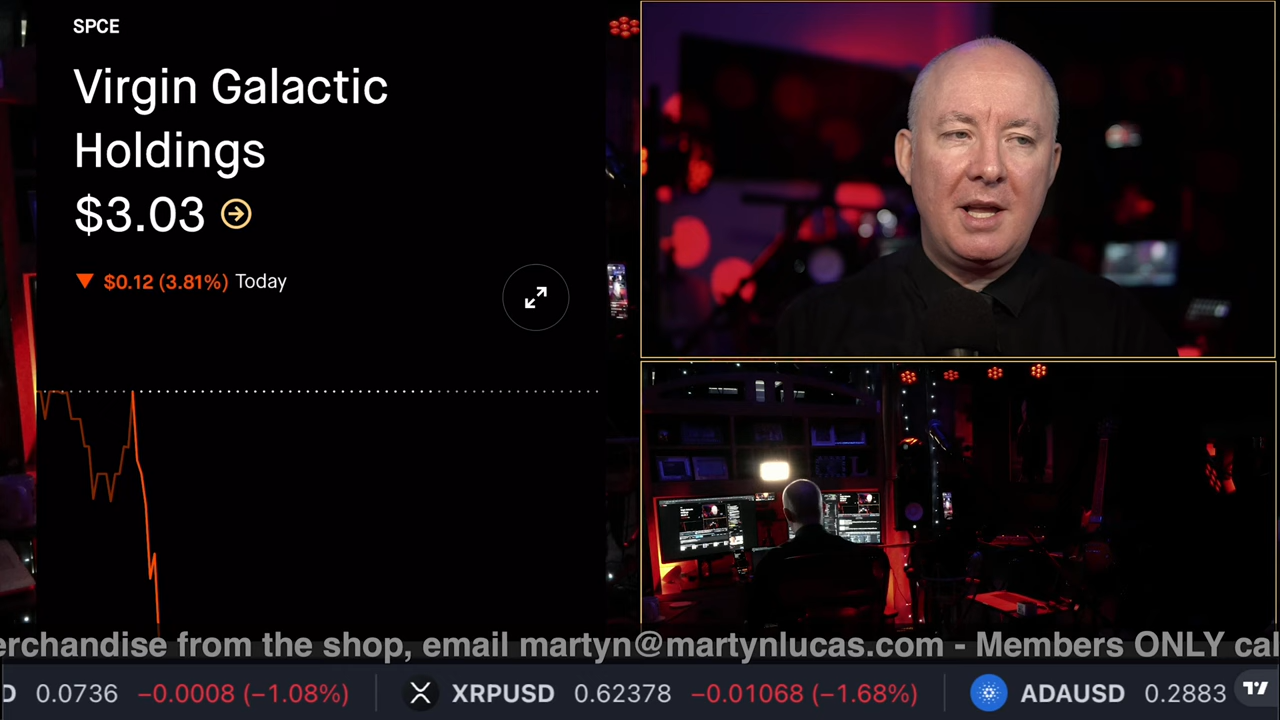 SPCE
Virgin Galactic
Holdings
$3.03
$0.12 (3.81%) Today
erchandise from the shop, email martyn@martynlucas.com - Members ONLY cal
D 0.0736 −0.0008 (−1.08%) XRPUSD 0.62378 −0.01068 (−1.68%) ADAUSD 0.2883